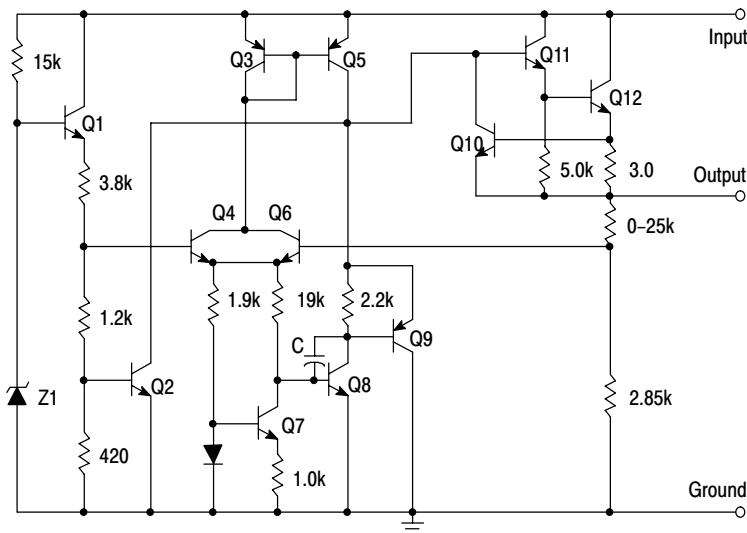 Input
15k
Q3
Q5
Q11
Q12
Q1
Q10
3.8k
5.0k
3.0
Output
Q4
Q6
0–25k
1.2k
1.9k
19k
2.2k
C
Q9
Z1
Q2
Q8
2.85k
420
Q7
1.0k
Ground